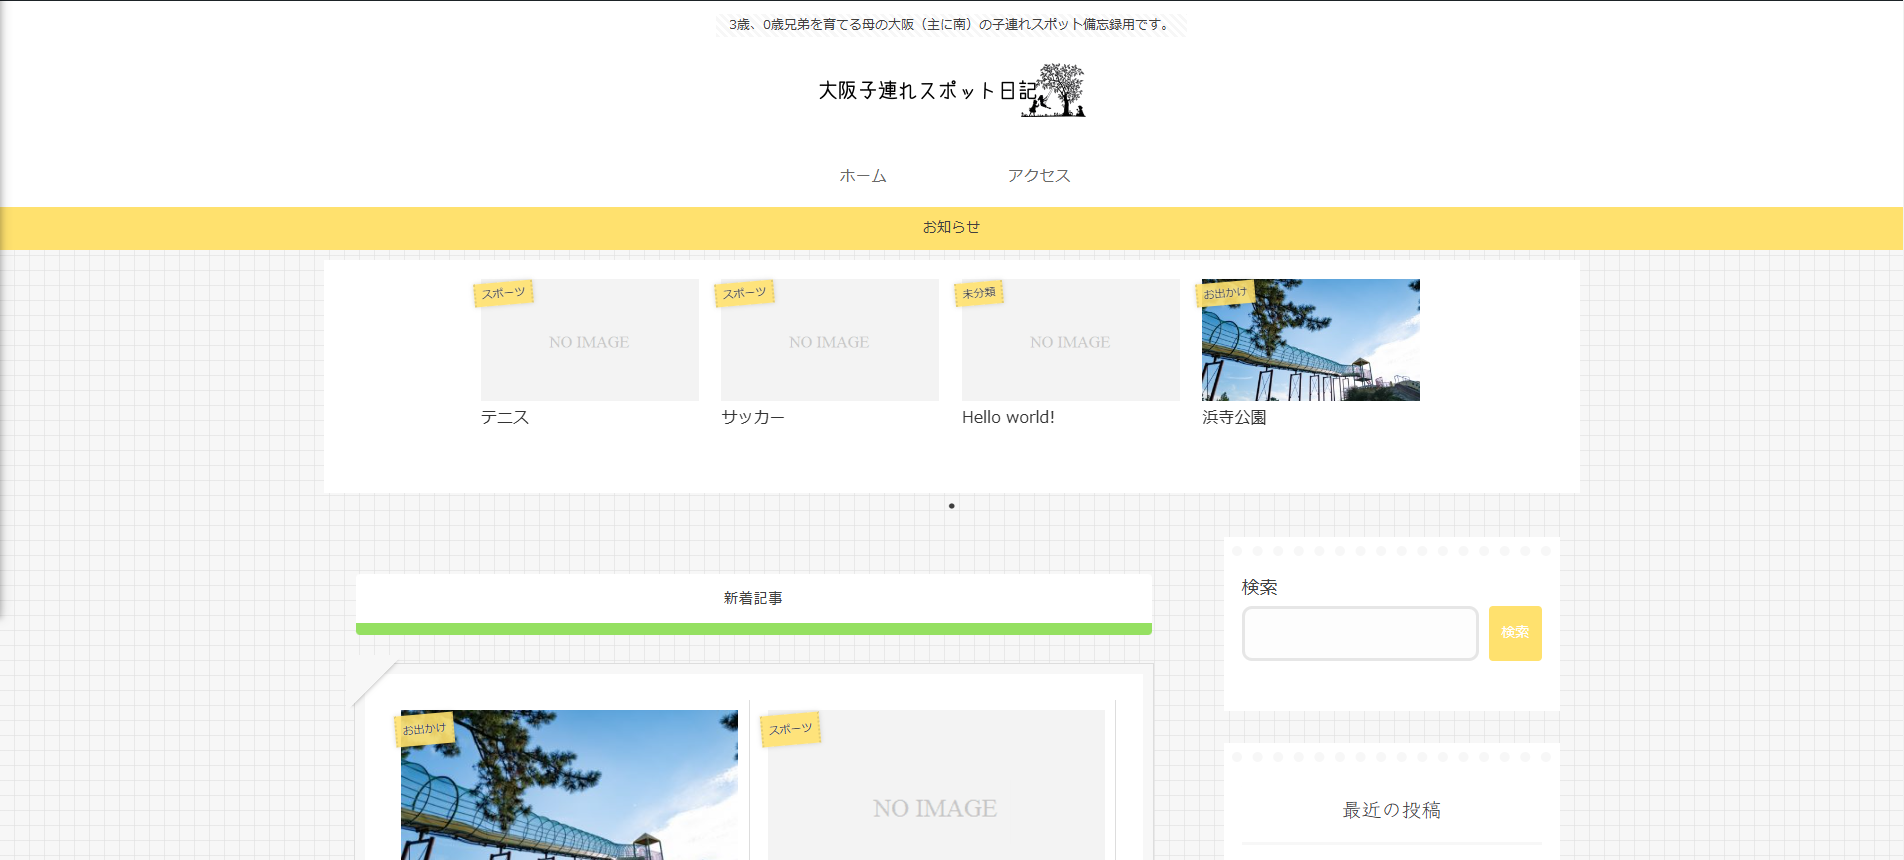 3歳、0歳兄弟を育てる母の大阪（主に南）の子連れスポット備忘録用です。
大阪子連れスポット日記
ホーム
アクセス
お知らせ
スポーツ
NO IMAGE
テニス
スポーツ
NO IMAGE
サッカー
未分類
NO IMAGE
Hello world!
お出かけ
浜寺公園
新着記事
お出かけ
スポーツ
NO IMAGE
検索
検索
最近の投稿